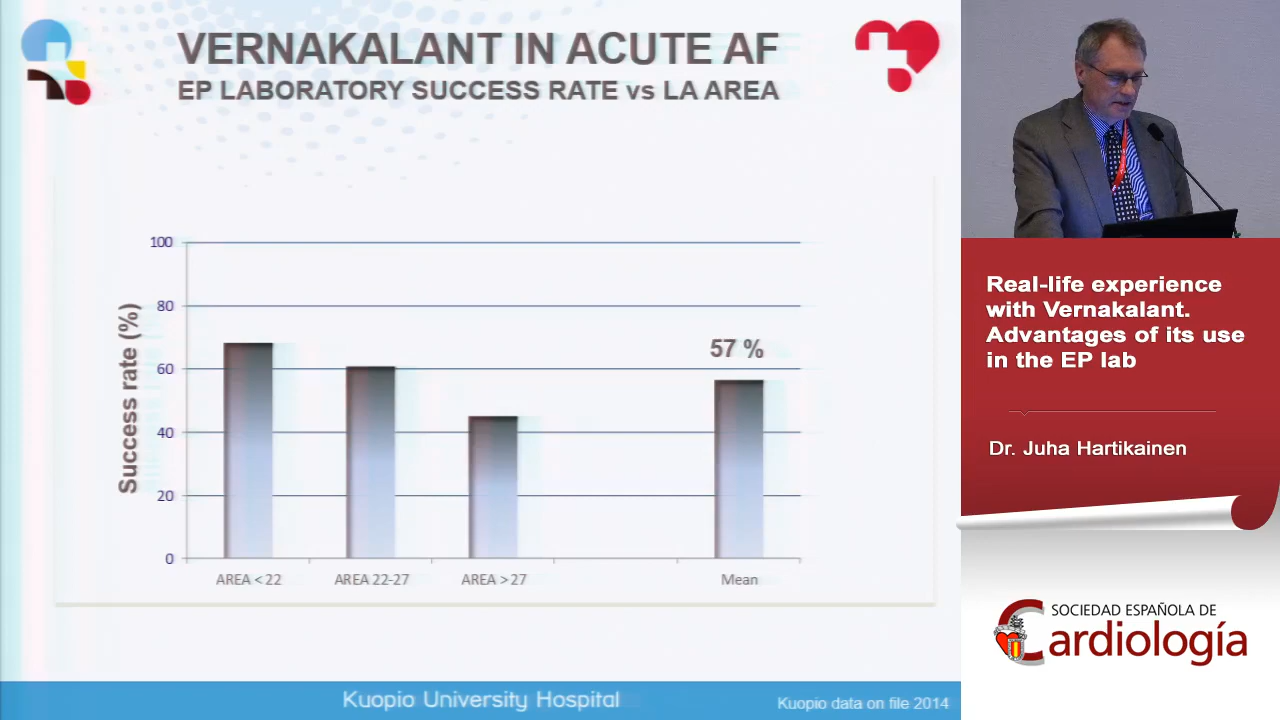 VERNAKALANT IN ACUTE AF
EP LABORATORY SUCCESS RATE vs LA AREA
Success rate (%)
100
80
60
40
20
0
57 %
AREA < 22
AREA 22-27
AREA > 27
Mean
Kuopio University Hospital
Kuopio data on file 2014
Real-life experience
with Vernakalant.
Advantages of its use
in the EP lab
Dr. Juha Hartikainen
SOCIEDAD ESPAÑOLA DE
Cardiología